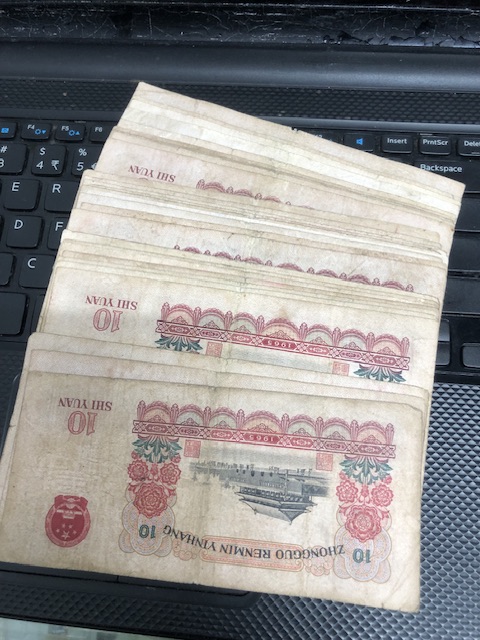 F4 F5 F6
Insert PrntScr
# $ %
3 4 ₹ 5
Backspace
E R
D F
C
SHI YUAN
SHI YUAN
10
1965
SHI YUAN
10
1965
10 10
ZHONGGUO RENMIN YINHANG